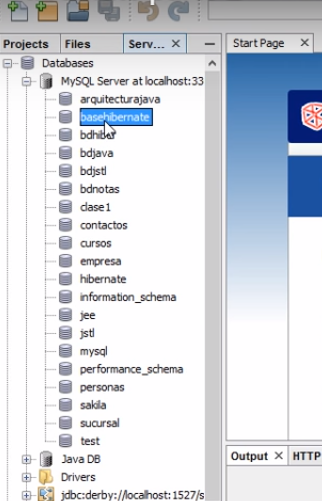 Projects Files Serv... × —
Start Page ×
Databases
MySQL Server at localhost:33
arquitecturajava
basehibernate
bdhiber
bdjava
bdjstl
bdnotas
clase1
contactos
cursos
empresa
hibernate
information_schema
jee
jstl
mysql
performance_schema
personas
sakila
sucursal
test
Java DB
Drivers
jdbc:derby://localhost:1527/s
Output × HTTP